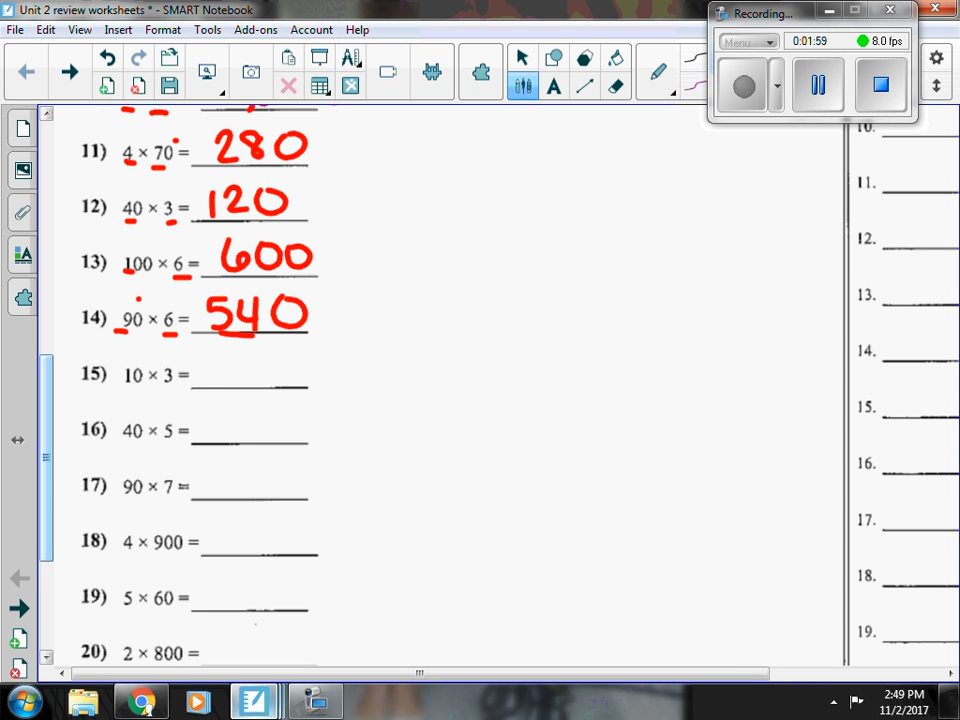 Unit 2 review worksheets * - SMART Notebook
Recording...
File Edit View Insert Format Tools Add-ons Account Help
Menu 0:01:59 8.0 fps
A
11) 4 × 70 = 280
12) 40 × 3 = 120
13) 100 × 6 = 600
14) 90 × 6 = 540
15) 10 × 3 =
16) 40 × 5 =
17) 90 × 7 =
18) 4 × 900 =
19) 5 × 60 =
20) 2 × 800 =
10.
11.
12.
13.
14.
15.
16.
17.
18.
19.
2:49 PM
11/2/2017